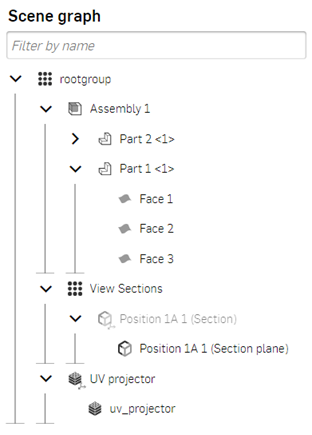 Scene graph
Filter by name
rootgroup
Assembly 1
Part 2 <1>
Part 1 <1>
Face 1
Face 2
Face 3
View Sections
Position 1A 1 (Section)
Position 1A 1 (Section plane)
UV projector
uv_projector